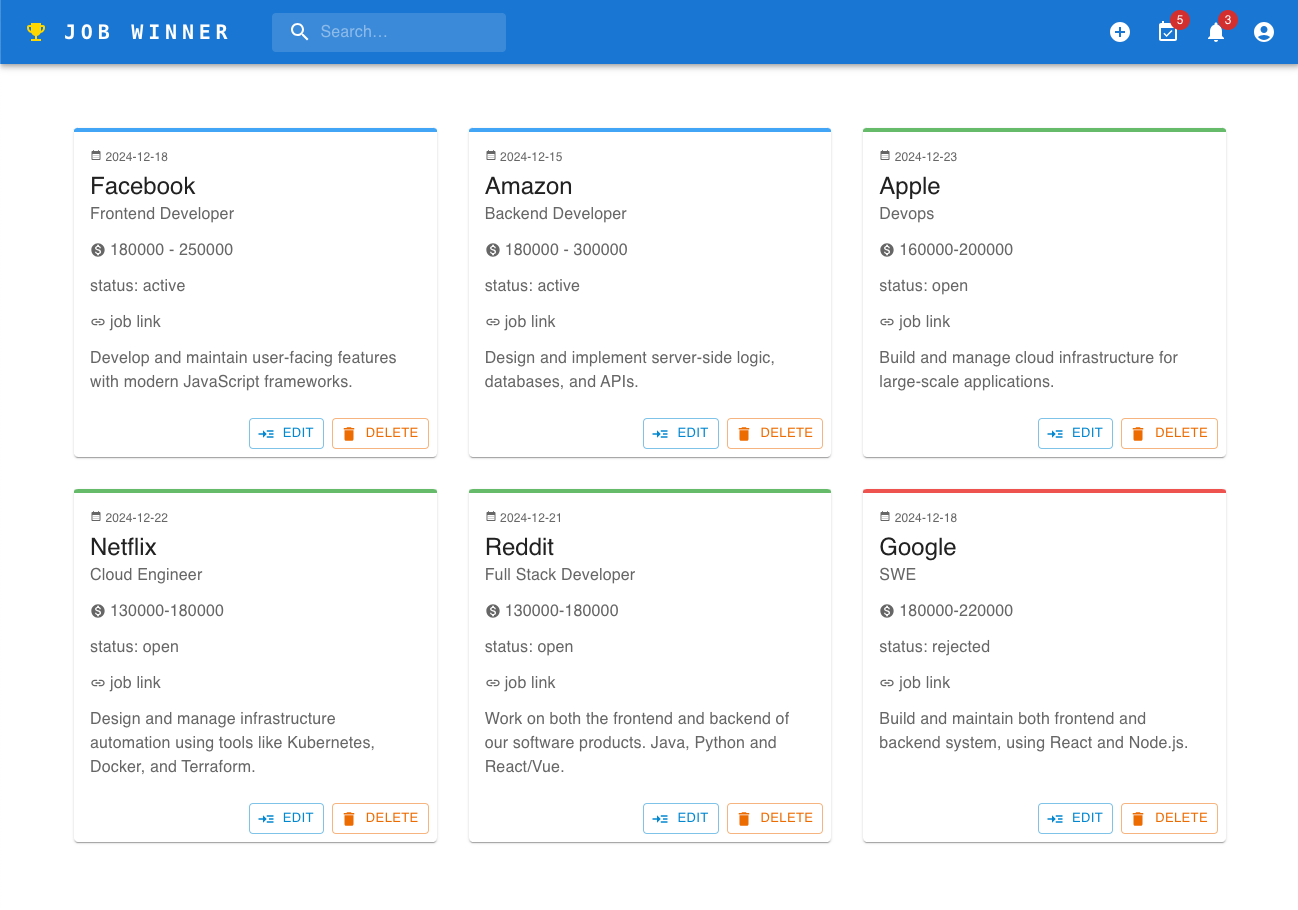 JOB WINNER
Search…
5
3
2024-12-18
Facebook
Frontend Developer
180000 - 250000
status: active
job link
Develop and maintain user-facing features
with modern JavaScript frameworks.
EDIT
DELETE
2024-12-15
Amazon
Backend Developer
180000 - 300000
status: active
job link
Design and implement server-side logic,
databases, and APIs.
EDIT
DELETE
2024-12-23
Apple
Devops
160000-200000
status: open
job link
Build and manage cloud infrastructure for
large-scale applications.
EDIT
DELETE
2024-12-22
Netflix
Cloud Engineer
130000-180000
status: open
job link
Design and manage infrastructure
automation using tools like Kubernetes,
Docker, and Terraform.
EDIT
DELETE
2024-12-21
Reddit
Full Stack Developer
130000-180000
status: open
job link
Work on both the frontend and backend of
our software products. Java, Python and
React/Vue.
EDIT
DELETE
2024-12-18
Google
SWE
180000-220000
status: rejected
job link
Build and maintain both frontend and
backend system, using React and Node.js.
EDIT
DELETE